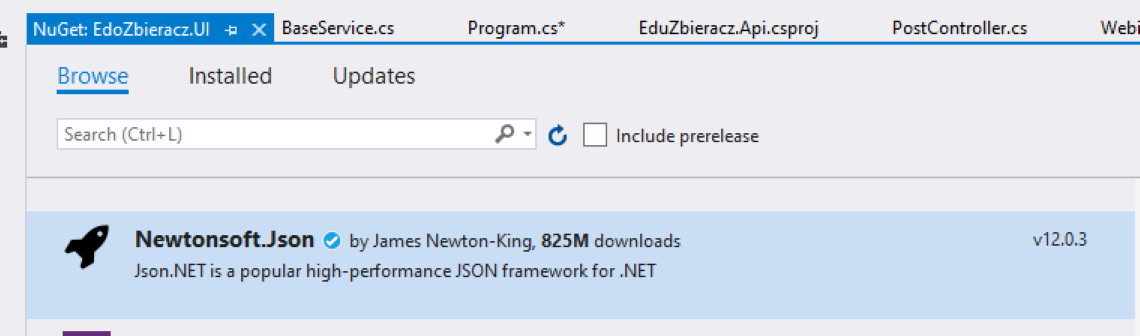 NuGet: EdoZbieracz.UI BaseService.cs Program.cs* EduZbieracz.Api.csproj PostController.cs Webi
Browse Installed Updates
Search (Ctrl+L) Include prerelease
Newtonsoft.Json by James Newton-King, 825M downloads v12.0.3
Json.NET is a popular high-performance JSON framework for .NET